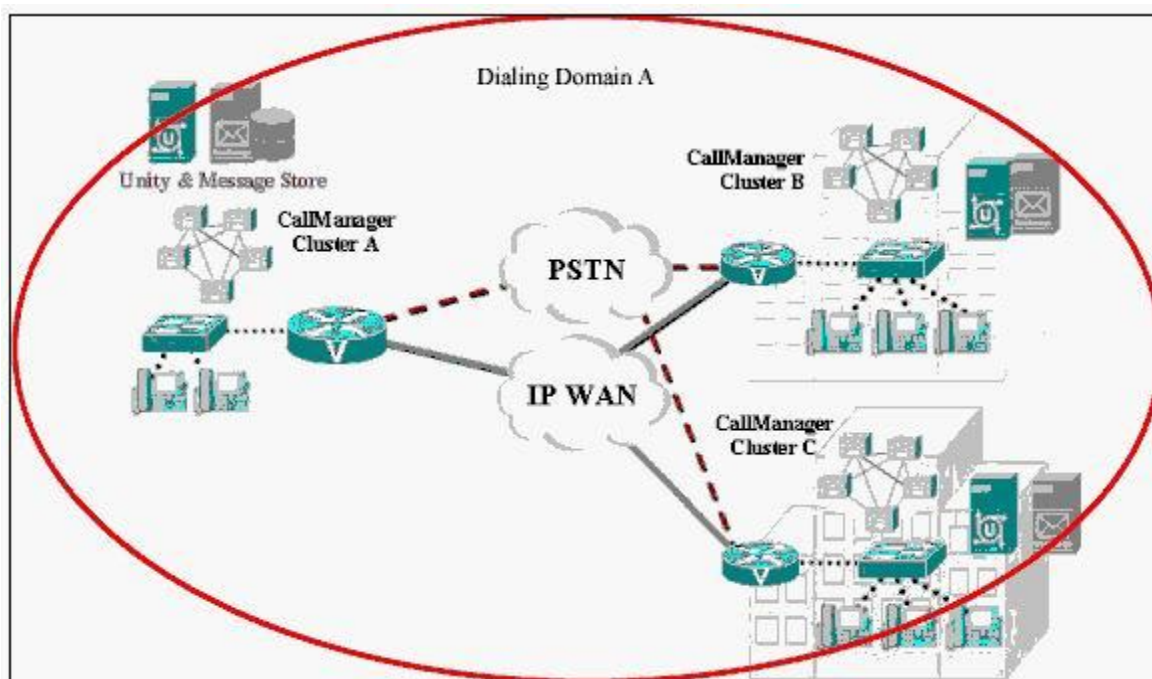 Dialing Domain A
Unity & Message Store
CallManager
Cluster A
CallManager
Cluster B
PSTN
IP WAN
CallManager
Cluster C
V
V
V
U
U
U